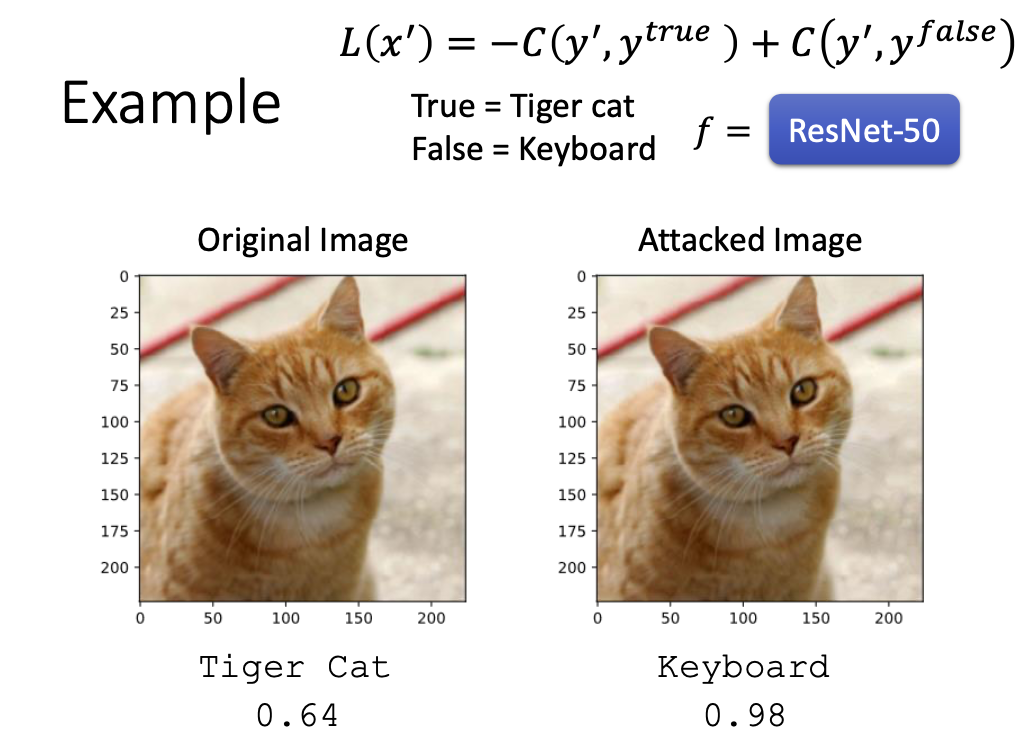 L(x′) = −C(y′, y^true ) + C(y′, y^false)
Example
True = Tiger cat
False = Keyboard
f =
ResNet-50
Original Image
0
25
50
75
100
125
150
175
200
0 50 100 150 200
Tiger Cat
0.64
Attacked Image
0
25
50
75
100
125
150
175
200
0 50 100 150 200
Keyboard
0.98